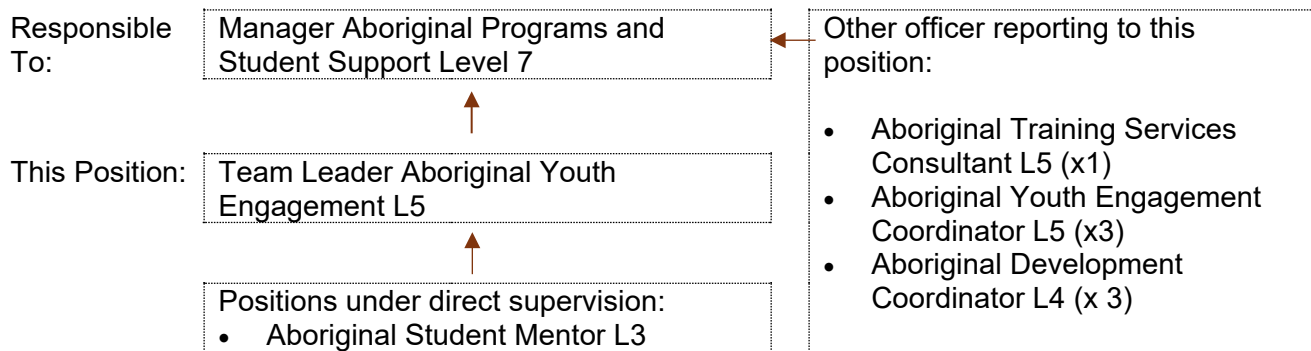 Responsible
To:
Manager Aboriginal Programs and
Student Support Level 7
Other officer reporting to this
position:
• Aboriginal Training Services
Consultant L5 (x1)
• Aboriginal Youth Engagement
Coordinator L5 (x3)
• Aboriginal Development
Coordinator L4 (x 3)
This Position:
Team Leader Aboriginal Youth
Engagement L5
Positions under direct supervision:
• Aboriginal Student Mentor L3